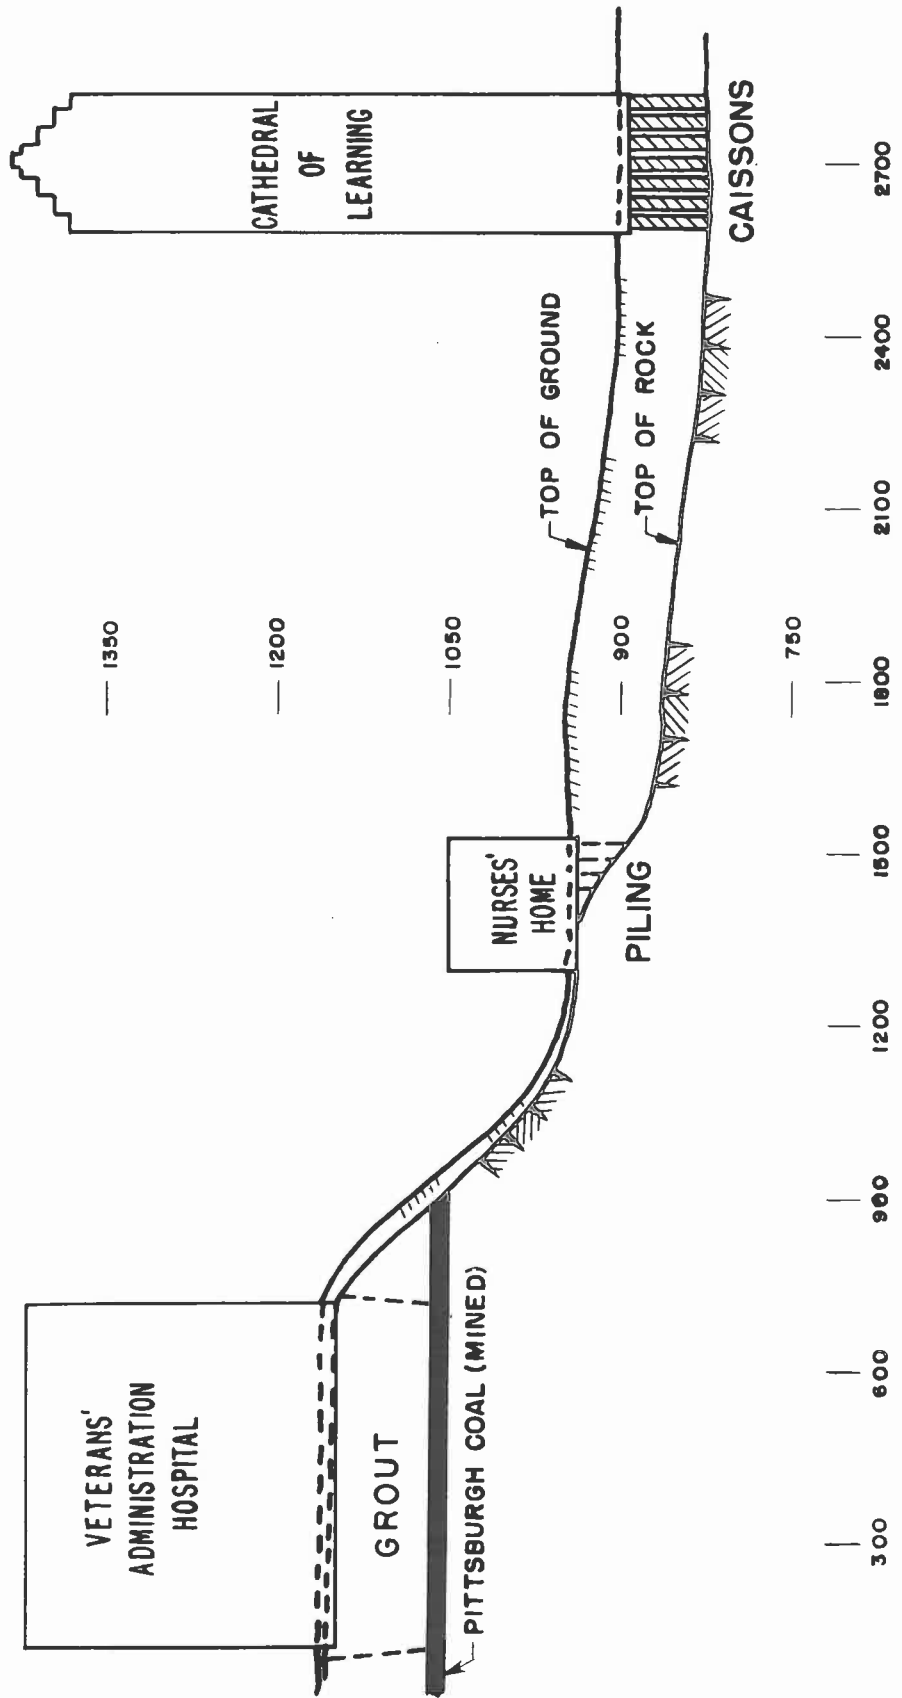 VETERANS'
ADMINISTRATION
HOSPITAL
GROUT
PITTSBURGH COAL (MINED)
NURSES'
HOME
PILING
1350
1200
1050
900
750
TOP OF GROUND
TOP OF ROCK
CATHEDRAL
OF
LEARNING
CAISSONS
300
600
900
1200
1500
1800
2100
2400
2700